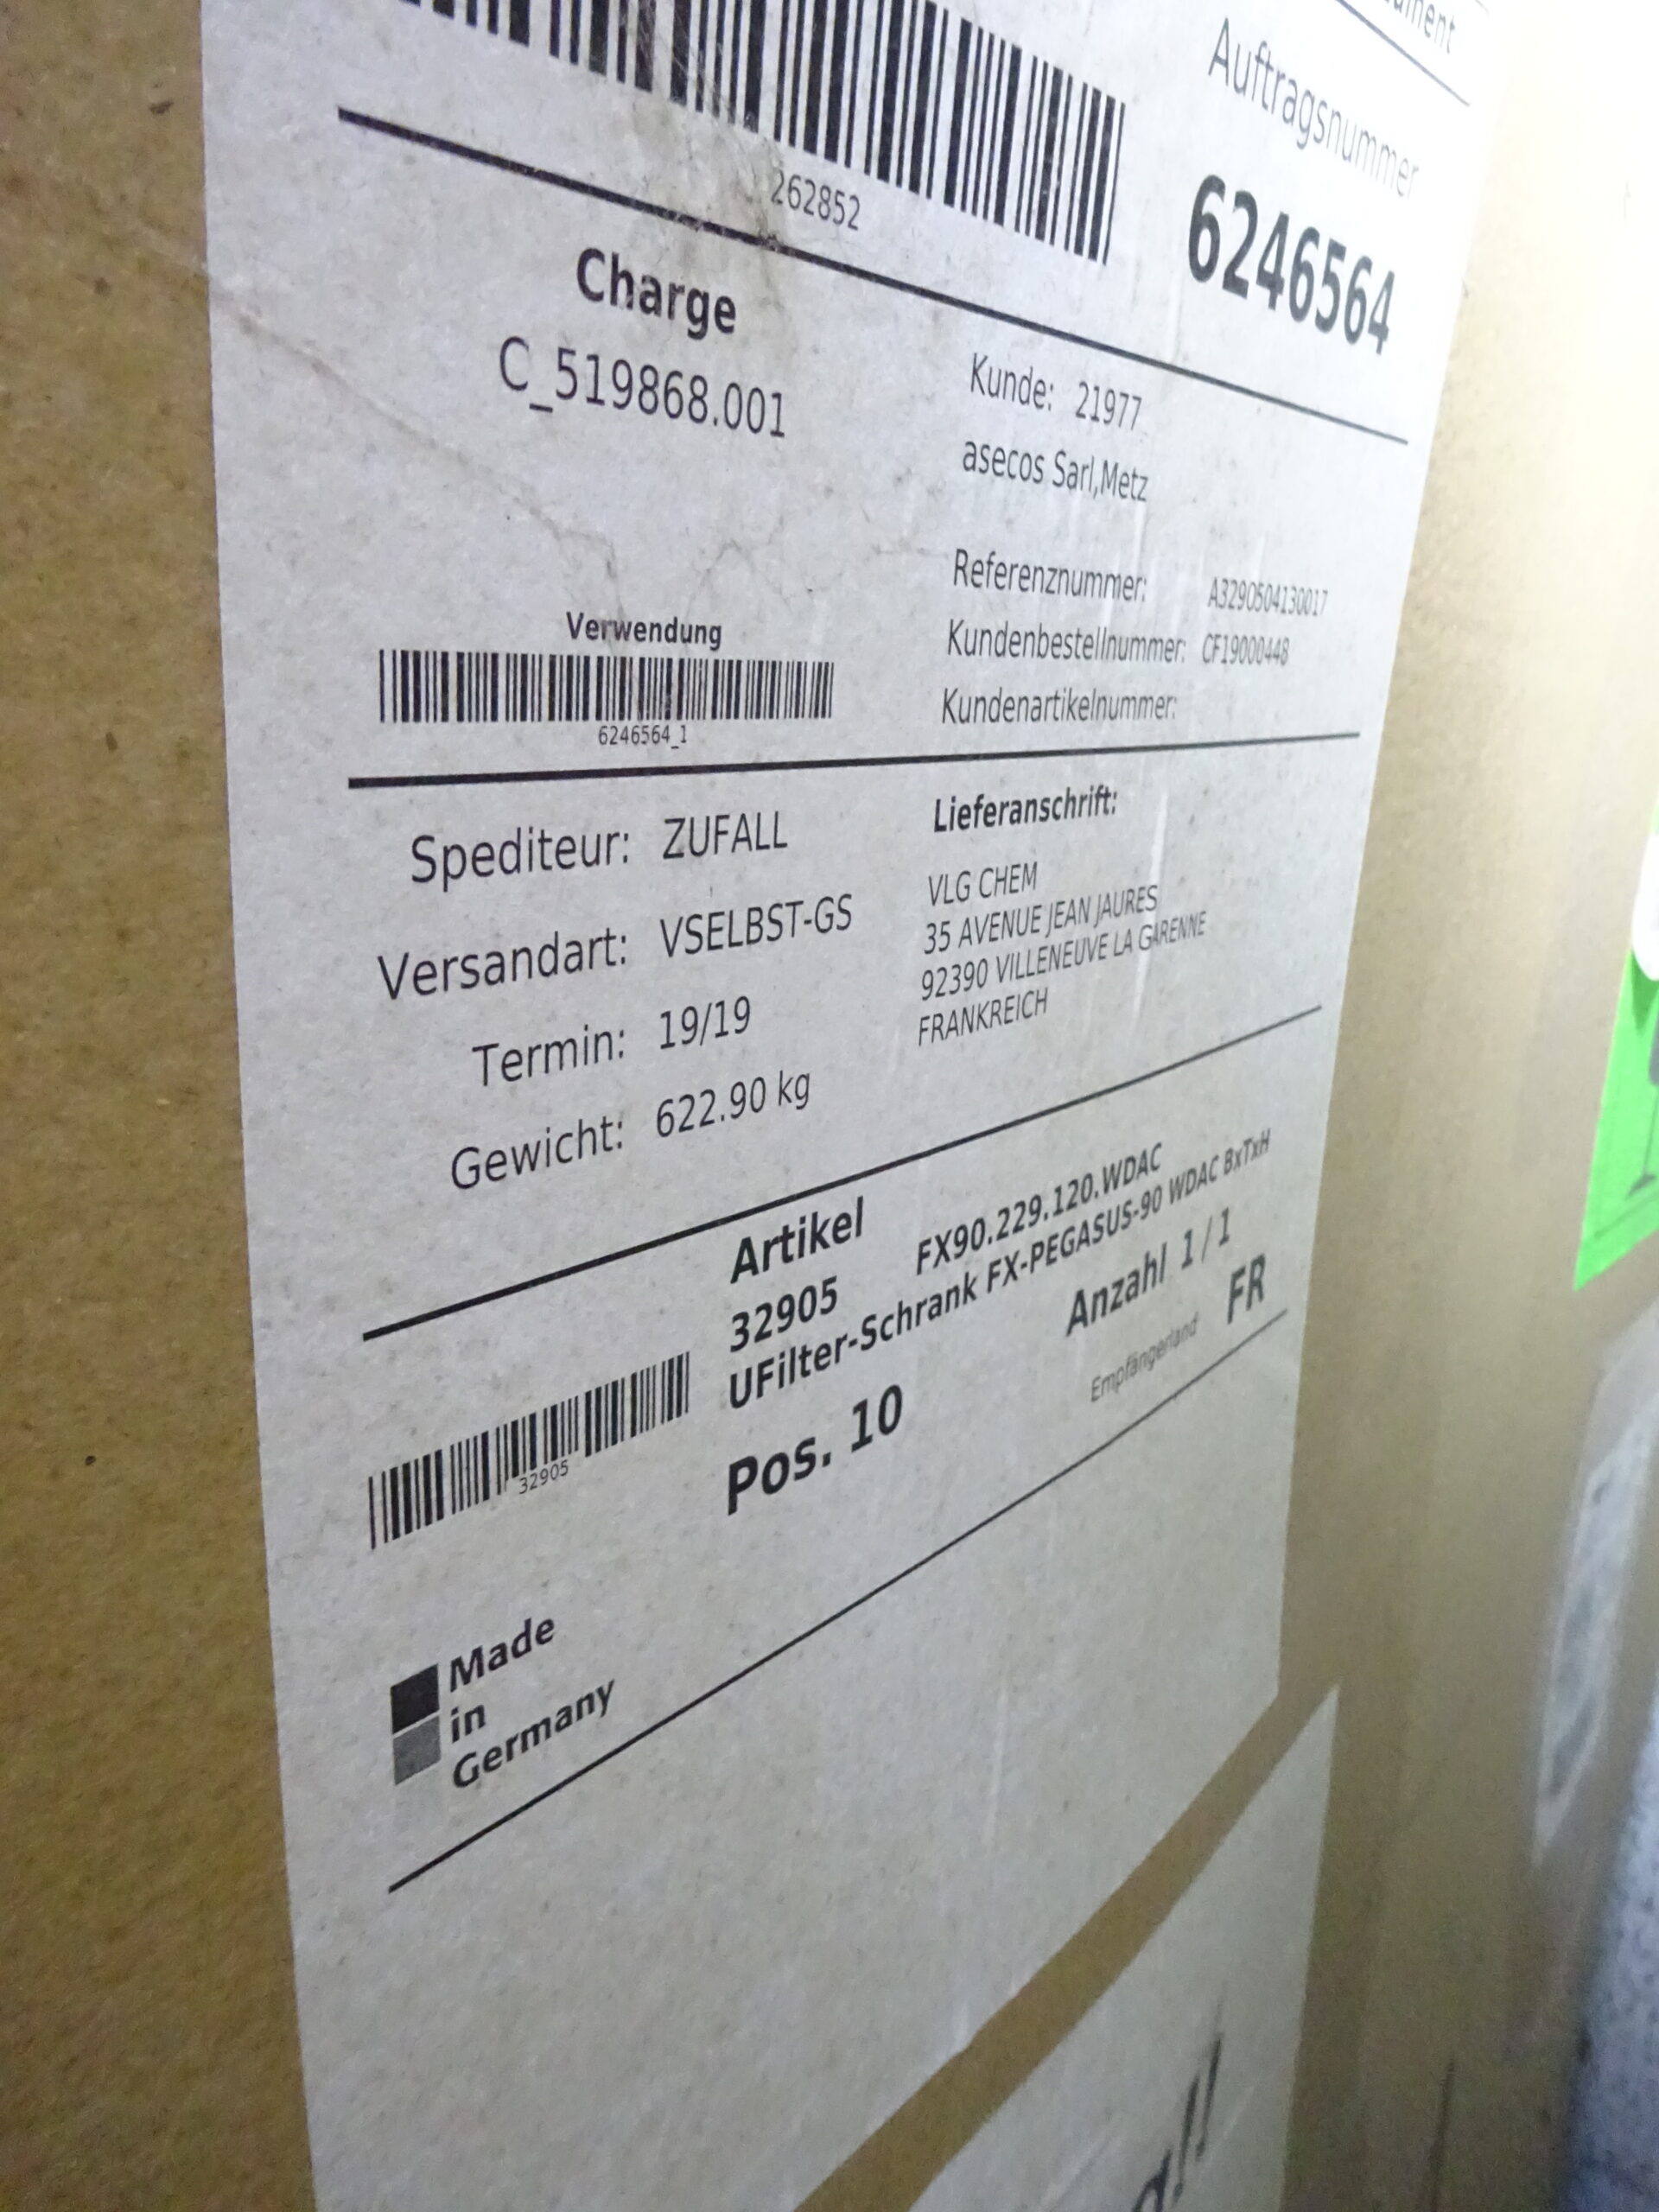 Auftragsnummer
6246564
262852
Charge
C_519868.001
Kunde: 21977
asecos Sarl,Metz
Referenznummer: A3290504130017
Kundenbestellnummer: CF19000448
Kundenartikelnummer:
Verwendung
6246564_1
Spediteur: ZUFALL
Versandart: VSELBST-GS
Termin: 19/19
Gewicht: 622.90 kg
Lieferanschrift:
VLG CHEM
35 AVENUE JEAN JAURES
92390 VILLENEUVE LA GARENNE
FRANKREICH
Artikel
32905 FX90.229.120.WDAC
UFilter-Schrank FX-PEGASUS-90 WDAC BxTxH
Pos. 10
Anzahl 1/1
Empfängerland FR
32905
Made
in
Germany